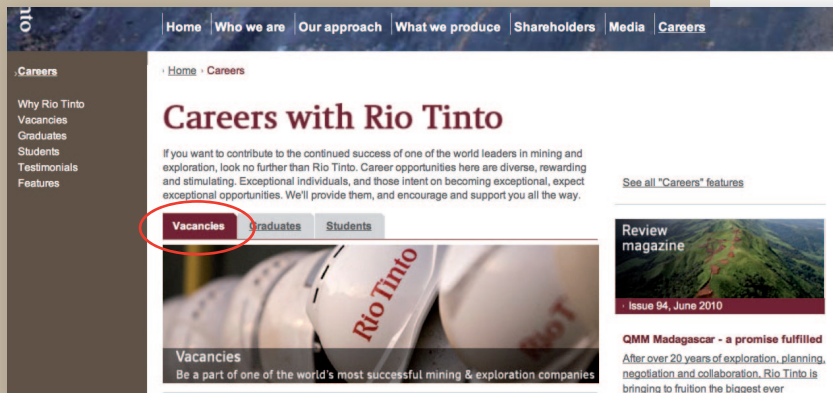 nto
Home Who we are Our approach What we produce Shareholders Media Careers
Careers
Why Rio Tinto
Vacancies
Graduates
Students
Testimonials
Features
Home Careers
Careers with Rio Tinto
If you want to contribute to the continued success of one of the world leaders in mining and
exploration, look no further than Rio Tinto. Career opportunities here are diverse, rewarding
and stimulating. Exceptional individuals, and those intent on becoming exceptional, expect
exceptional opportunities. We'll provide them, and encourage and support you all the way.
Vacancies Graduates Students
Rio Tinto
Rio T
Vacancies
Be a part of one of the world's most successful mining & exploration companies
See all "Careers" features
Review
magazine
Issue 94, June 2010
QMM Madagascar - a promise fulfilled
After over 20 years of exploration, planning,
negotiation and collaboration, Rio Tinto is
bringing to fruition the biggest ever